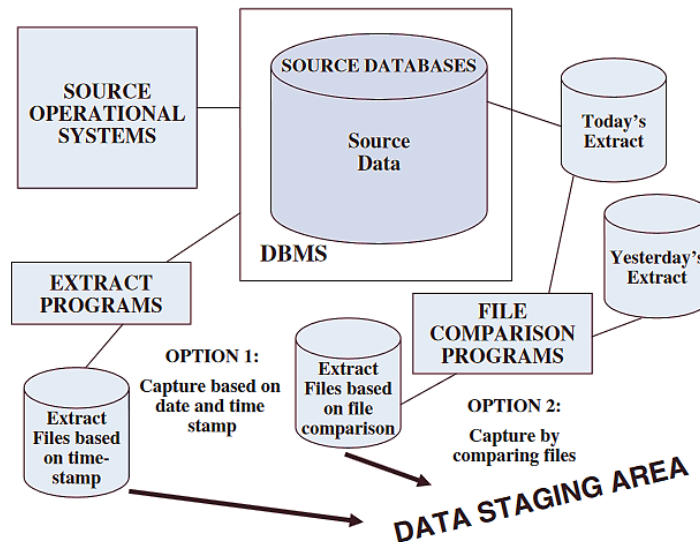 SOURCE
OPERATIONAL
SYSTEMS
SOURCE DATABASES
Source
Data
DBMS
Today's
Extract
Yesterday's
Extract
EXTRACT
PROGRAMS
FILE
COMPARISON
PROGRAMS
OPTION 1:
Capture based on
date and time
stamp
Extract
Files based
on time-
stamp
Extract
Files based
on file
comparison
OPTION 2:
Capture by
comparing files
DATA STAGING AREA